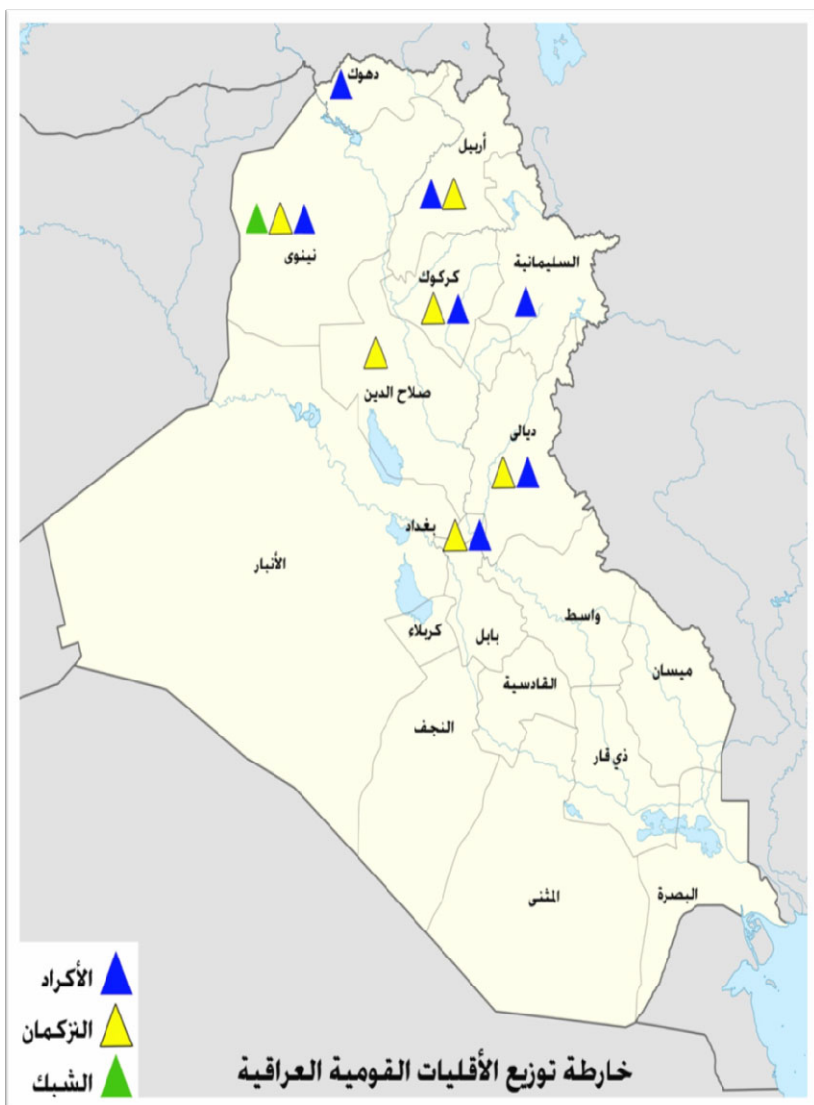 دهوك
أربيل
نينوى
كركوك
السليمانية
صلاح الدين
ديالى
بغداد
الأنبار
كربلاء
بابل
واسط
ميسان
القادسية
النجف
ذي قار
المثنى
البصرة
الأكراد
التركمان
الشبك
خارطة توزيع الأقليات القومية العراقية